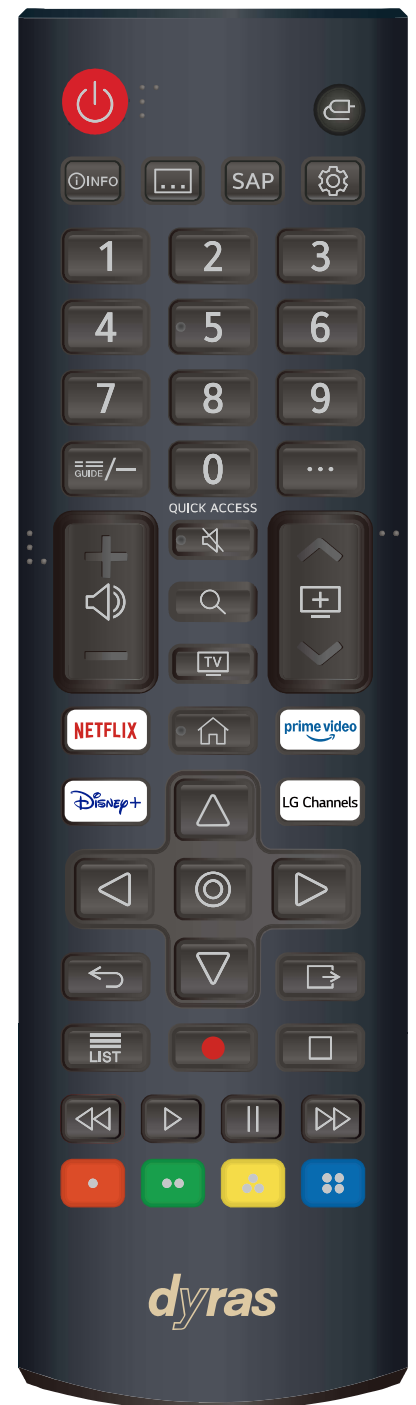 INFO
...
SAP
1 2 3
4 5 6
7 8 9
GUIDE/— 0 ...
QUICK ACCESS
TV
NETFLIX prime video
Disney+ LG Channels
LIST
dyras